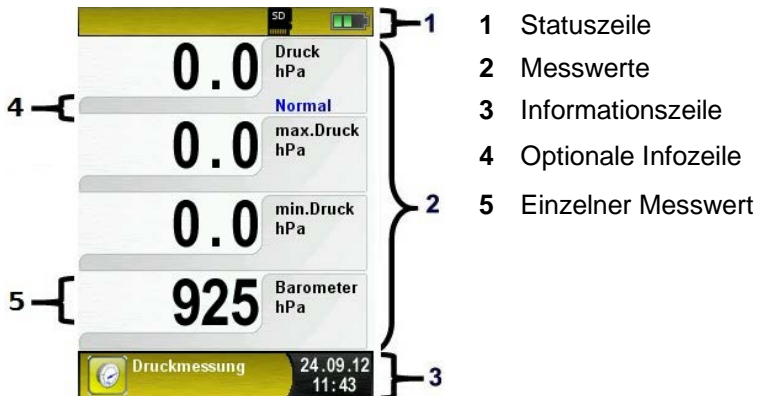 SD
1
0.0 Druck
hPa
Normal
4
0.0 max.Druck
hPa
0.0 min.Druck
hPa
2
5
925 Barometer
hPa
Druckmessung 24.09.12
11:43
3
1 Statuszeile
2 Messwerte
3 Informationszeile
4 Optionale Infozeile
5 Einzelner Messwert